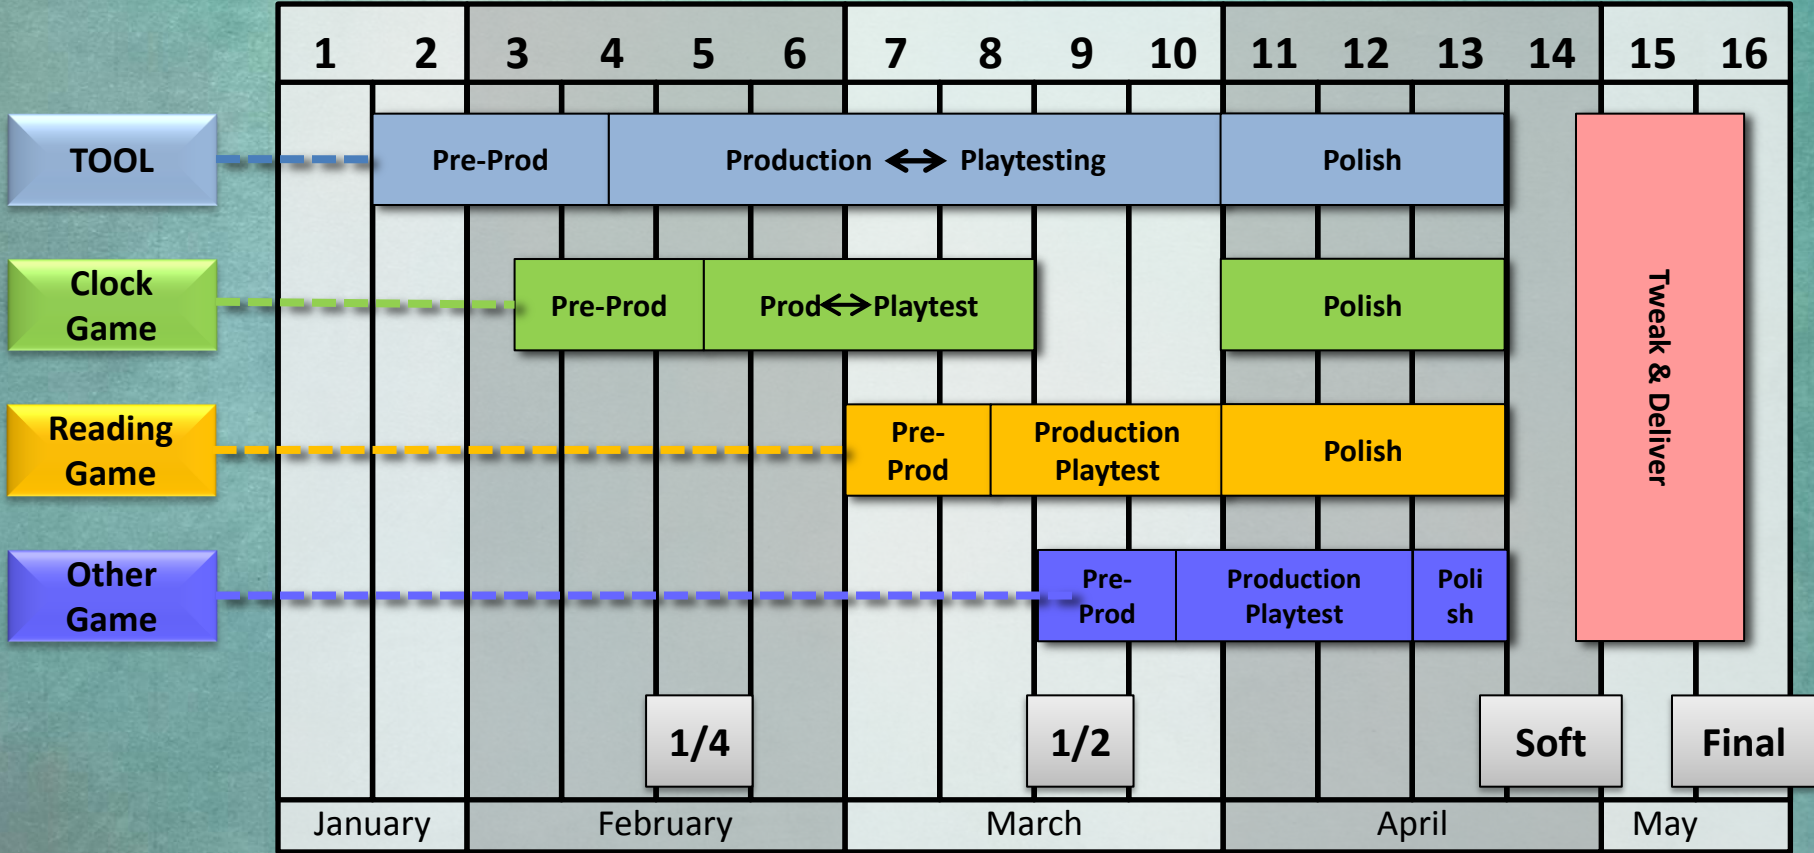 1 2 3 4 5 6 7 8 9 10 11 12 13 14 15 16
TOOL
Pre-Prod
Production ↔ Playtesting
Polish
Clock
Game
Pre-Prod
Prod↔Playtest
Polish
Reading
Game
Pre-
Prod
Production
Playtest
Polish
Other
Game
Pre-
Prod
Production
Playtest
Poli
sh
Tweak & Deliver
1/4
1/2
Soft
Final
January February March April May